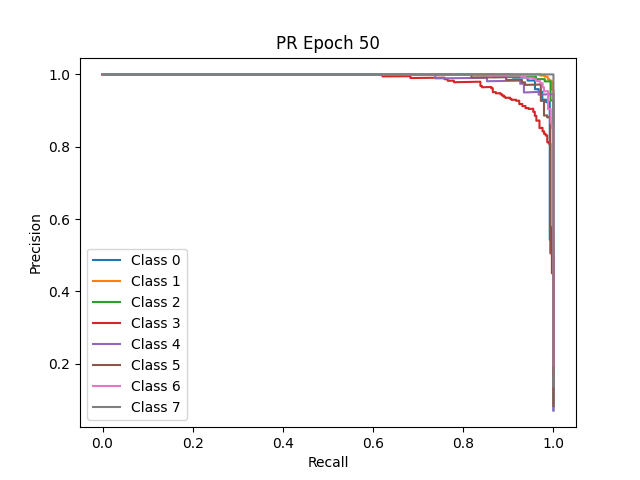 PR Epoch 50
1.0
0.8
0.6
0.4
0.2
Precision
Class 0
Class 1
Class 2
Class 3
Class 4
Class 5
Class 6
Class 7
0.0 0.2 0.4 0.6 0.8 1.0
Recall